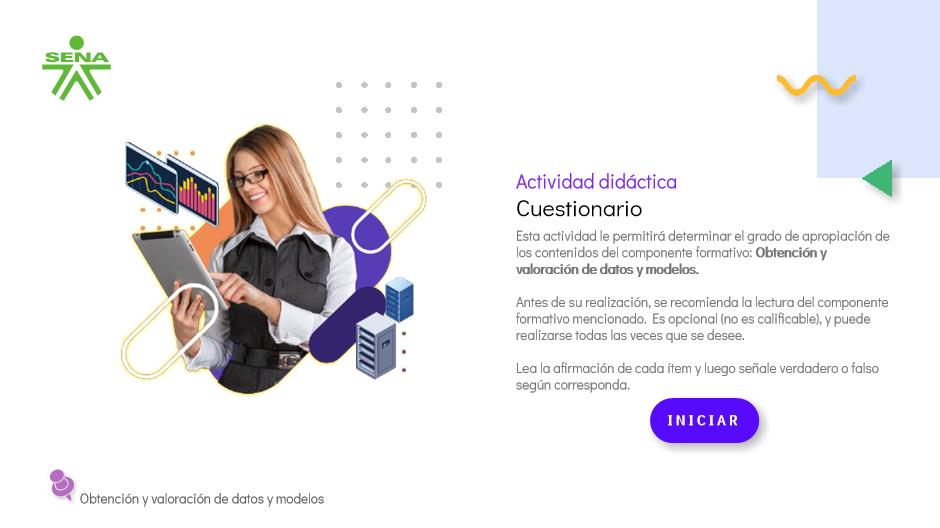 SENA
Actividad didáctica
Cuestionario
Esta actividad le permitirá determinar el grado de apropiación de
los contenidos del componente formativo: Obtención y
valoración de datos y modelos.
Antes de su realización, se recomienda la lectura del componente
formativo mencionado. Es opcional (no es calificable), y puede
realizarse todas las veces que se desee.
Lea la afirmación de cada ítem y luego señale verdadero o falso
según corresponda.
INICIAR
Obtención y valoración de datos y modelos